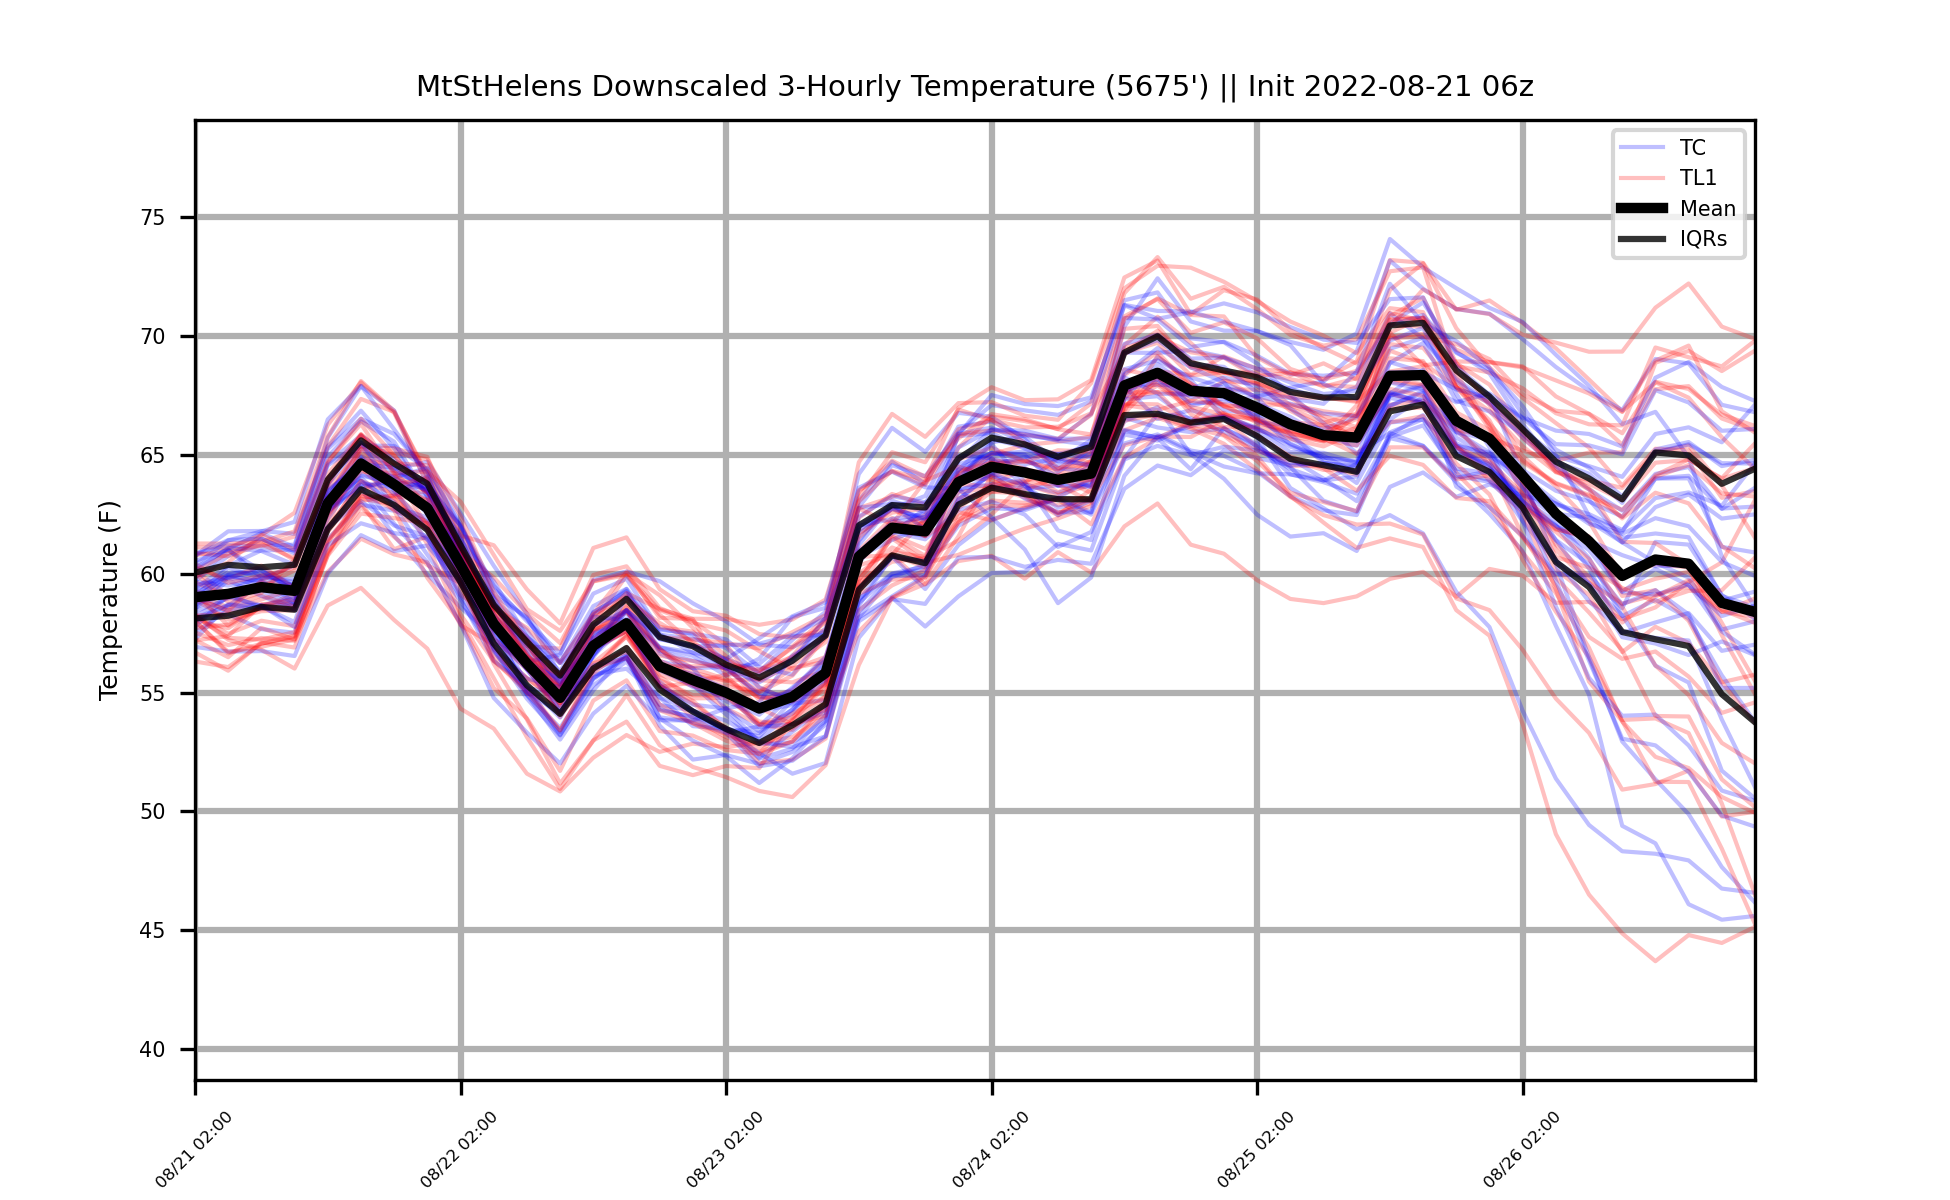 MtStHelens Downscaled 3-Hourly Temperature (5675') || Init 2022-08-21 06z
TC
TL1
Mean
IQRs
Temperature (F)
75
70
65
60
55
50
45
40
08/21 02:00
08/22 02:00
08/23 02:00
08/24 02:00
08/25 02:00
08/26 02:00